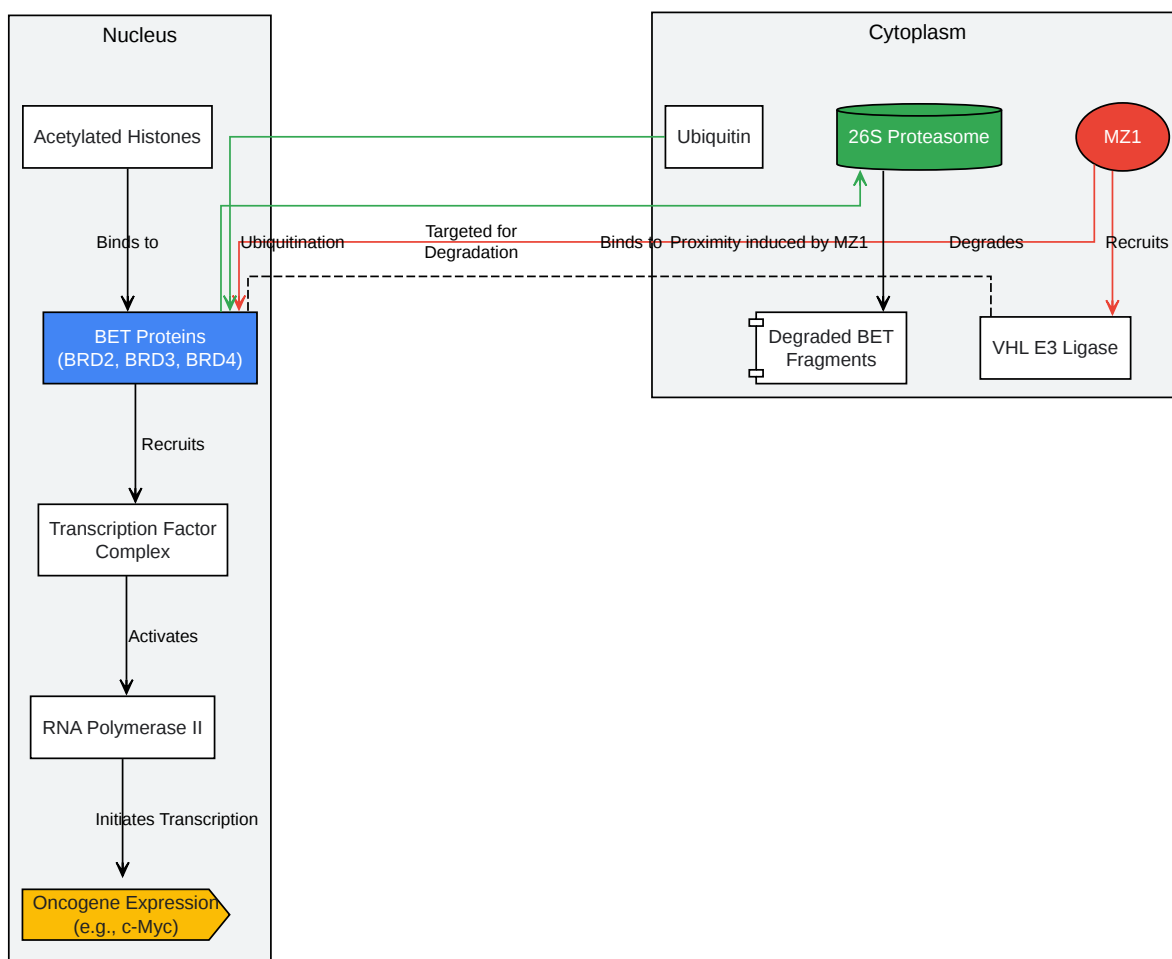 Nucleus
Cytoplasm
Acetylated Histones
Ubiquitin
26S Proteasome
MZ1
Binds to
Ubiquitination
Targeted for
Degradation
Binds to
Proximity induced by MZ1
Degrades
Recruits
BET Proteins
(BRD2, BRD3, BRD4)
Degraded BET
Fragments
VHL E3 Ligase
Recruits
Transcription Factor
Complex
Activates
RNA Polymerase II
Initiates Transcription
Oncogene Expression
(e.g., c-Myc)